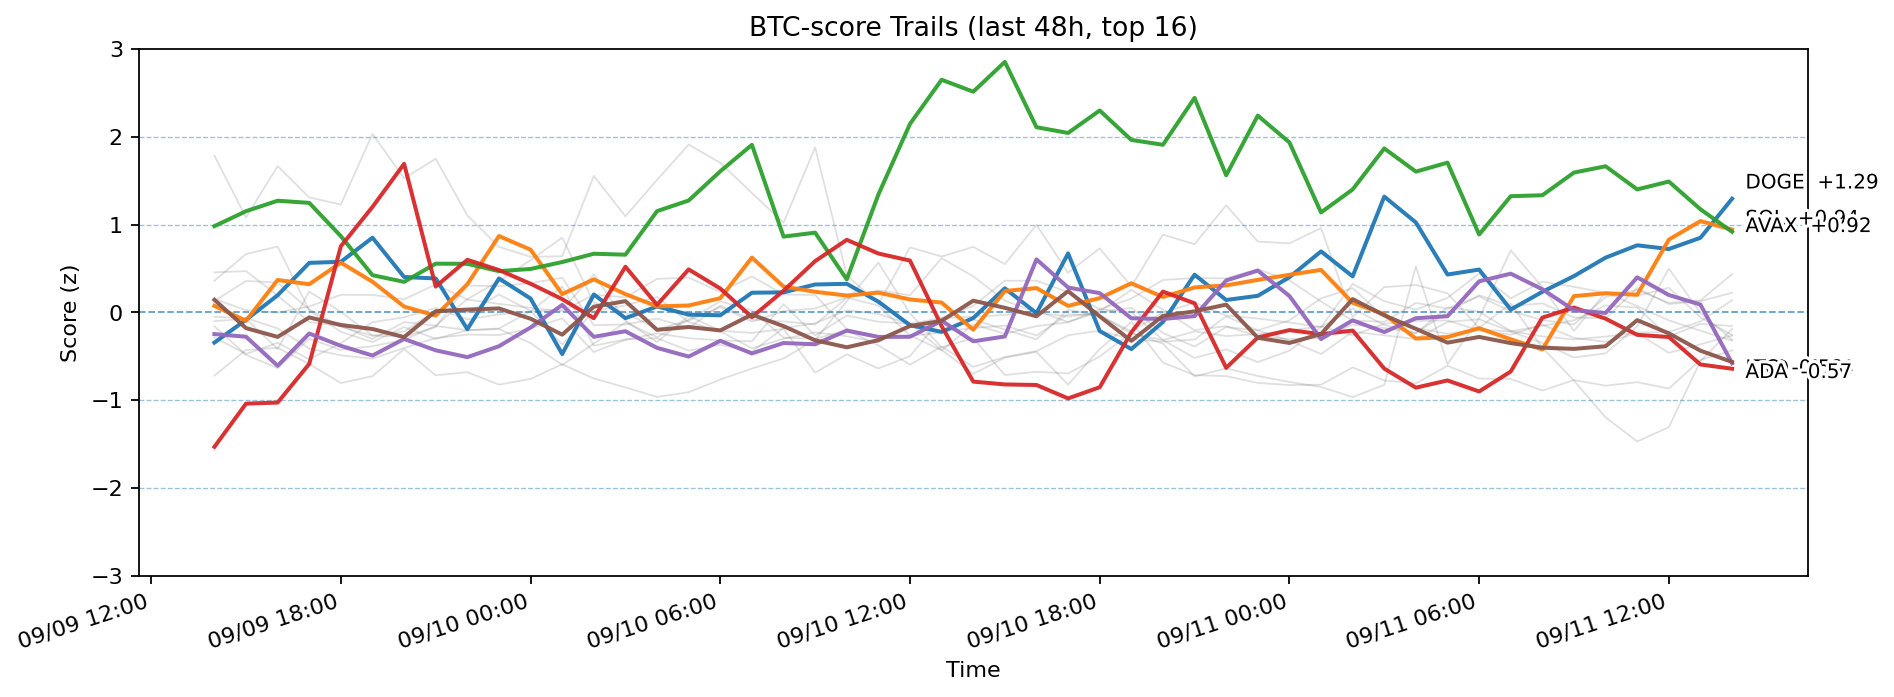 BTC-score Trails (last 48h, top 16)
Score (z)
3
2
1
0
−1
−2
−3
DOGE +1.29
AVAX +0.92
ADA -0.57
09/09 12:00
09/09 18:00
09/10 00:00
09/10 06:00
09/10 12:00
09/10 18:00
09/11 00:00
09/11 06:00
09/11 12:00
Time